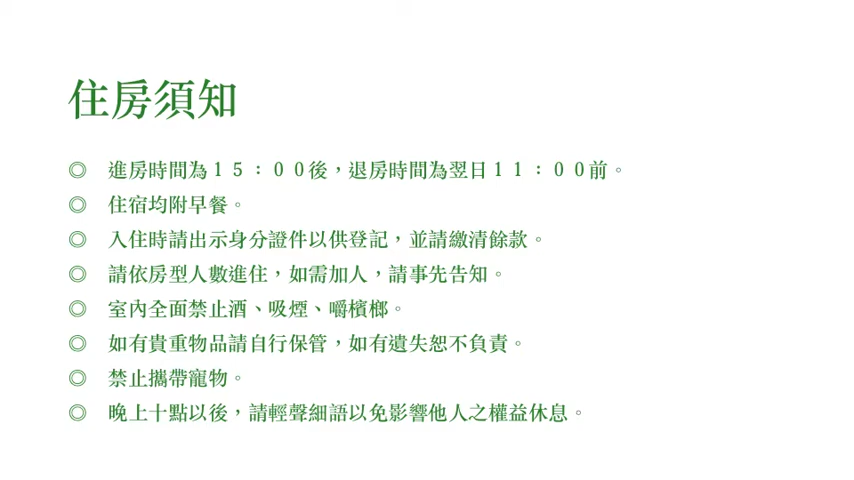 住房須知
◎ 進房時間為１５：００後，退房時間為翌日１１：００前。
◎ 住宿均附早餐。
◎ 入住時請出示身分證件以供登記，並請繳清餘款。
◎ 請依房型人數進住，如需加人，請事先告知。
◎ 室內全面禁止酒、吸煙、嚼檳榔。
◎ 如有貴重物品請自行保管，如有遺失恕不負責。
◎ 禁止攜帶寵物。
◎ 晚上十點以後，請輕聲細語以免影響他人之權益休息。